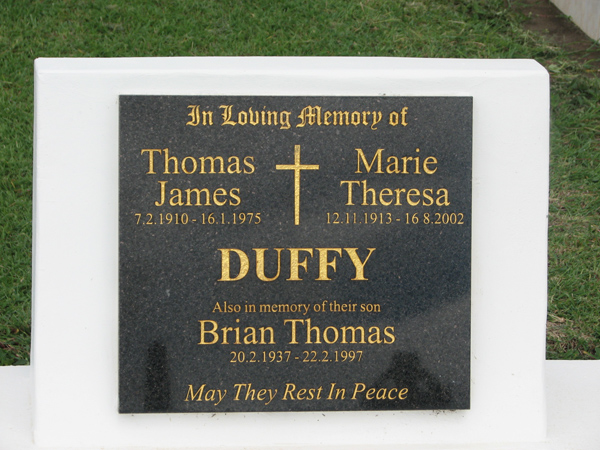 In Loving Memory of
Thomas James
7.2.1910 - 16.1.1975
Marie Theresa
12.11.1913 - 16 8.2002
DUFFY
Also in memory of their son
Brian Thomas
20.2.1937 - 22.2.1997
May They Rest In Peace